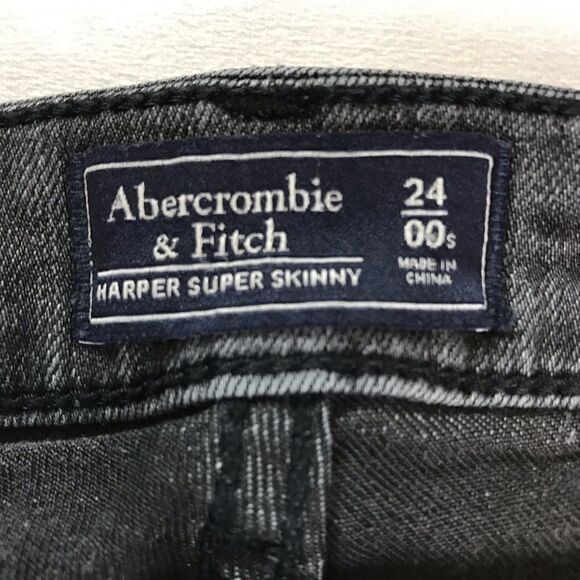 Abercrombie
& Fitch
HARPER SUPER SKINNY
24
00s
MADE IN
CHINA